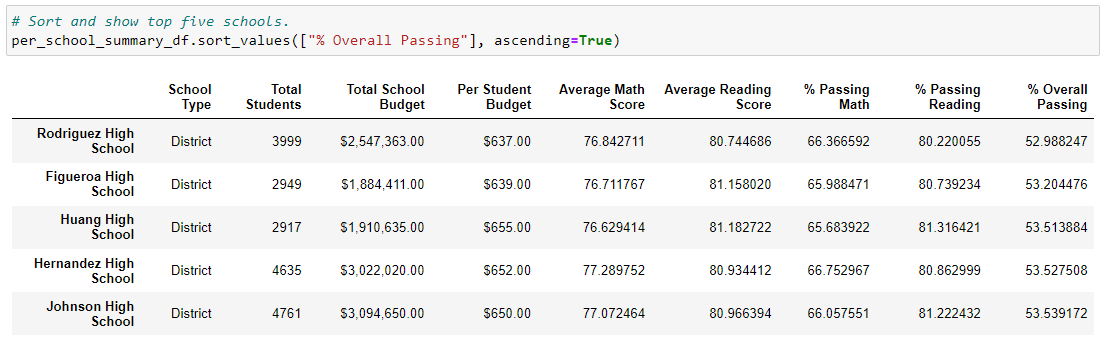 # Sort and show top five schools.
per_school_summary_df.sort_values(["% Overall Passing"], ascending=True)
School Type Total Students Total School Budget Per Student Budget Average Math Score Average Reading Score % Passing Math % Passing Reading % Overall Passing
Rodriguez High School District 3999 $2,547,363.00 $637.00 76.842711 80.744686 66.366592 80.220055 52.988247
Figueroa High School District 2949 $1,884,411.00 $639.00 76.711767 81.158020 65.988471 80.739234 53.204476
Huang High School District 2917 $1,910,635.00 $655.00 76.629414 81.182722 65.683922 81.316421 53.513884
Hernandez High School District 4635 $3,022,020.00 $652.00 77.289752 80.934412 66.752967 80.862999 53.527508
Johnson High School District 4761 $3,094,650.00 $650.00 77.072464 80.966394 66.057551 81.222432 53.539172